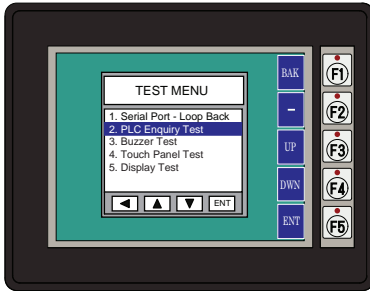 TEST MENU
1. Serial Port - Loop Back
2. PLC Enquiry Test
3. Buzzer Test
4. Touch Panel Test
5. Display Test
ENT
BAK
–
UP
DWN
ENT
F1
F2
F3
F4
F5